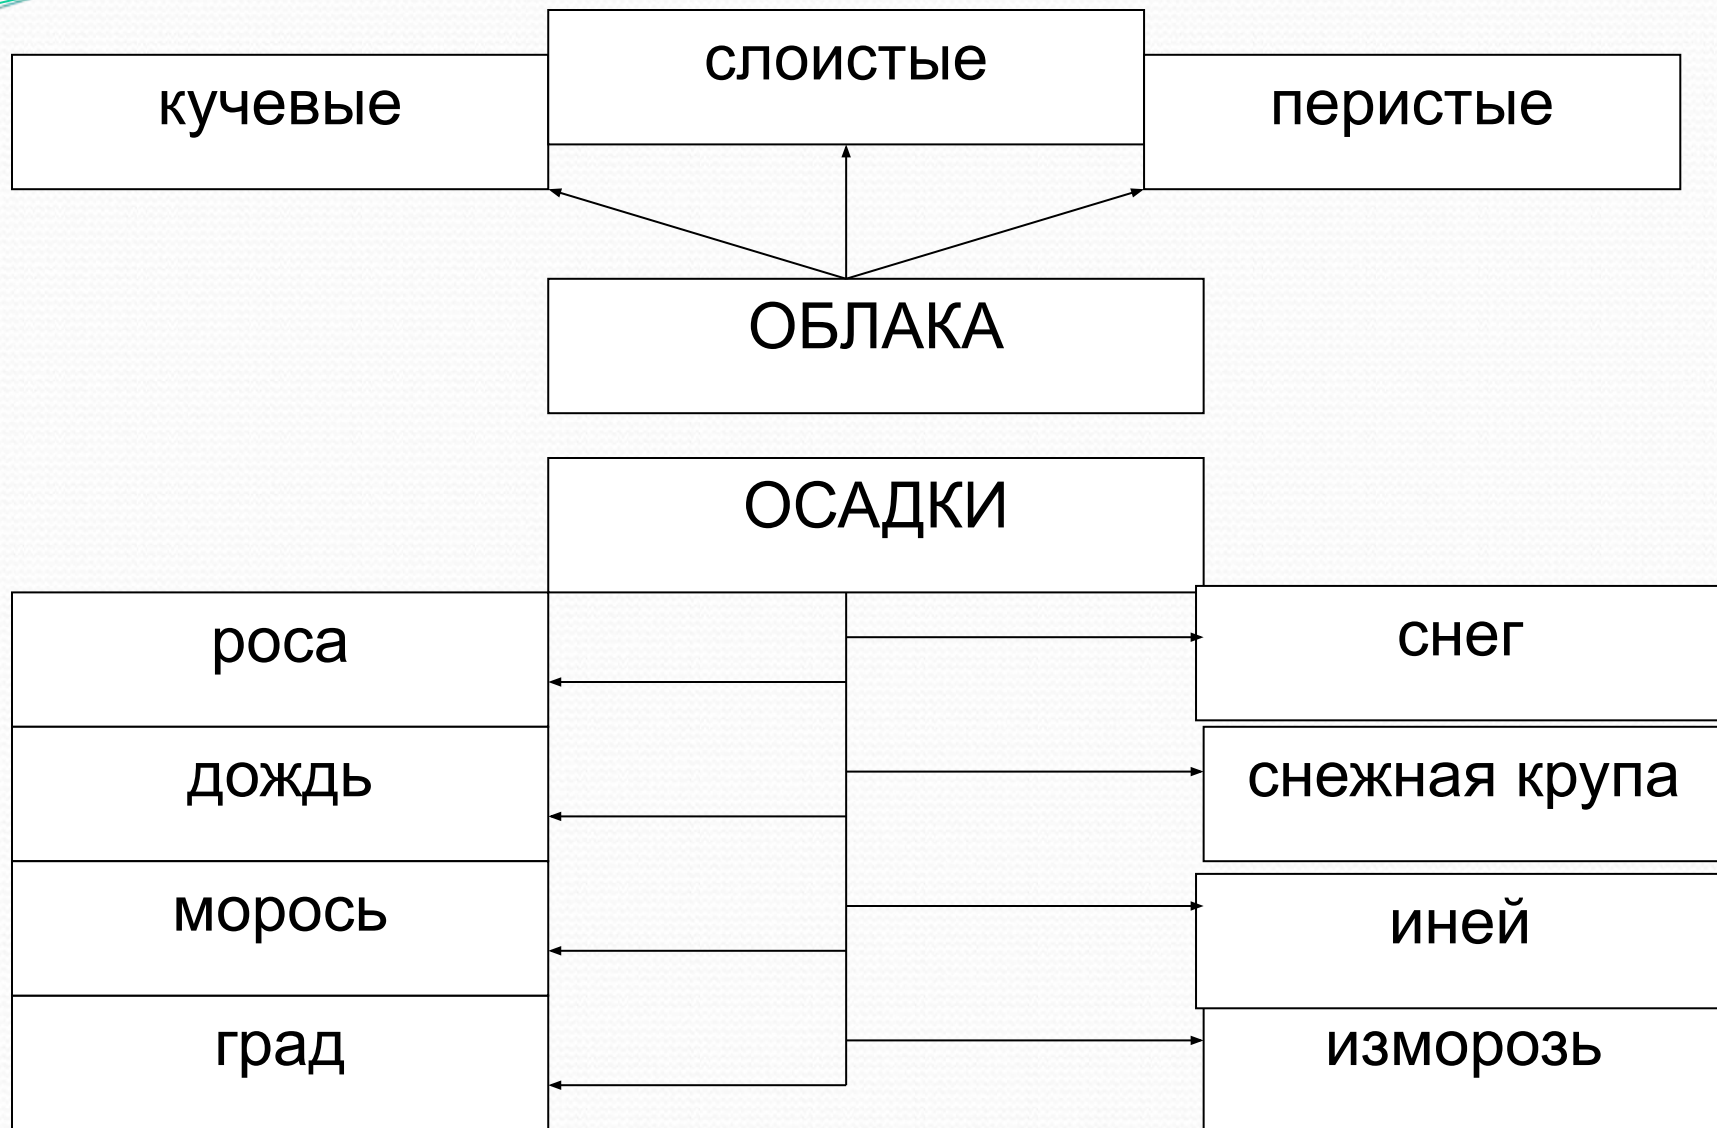 слоистые
кучевые
перистые
ОБЛАКА
ОСАДКИ
роса
снег
дождь
снежная крупа
морось
иней
град
изморозь